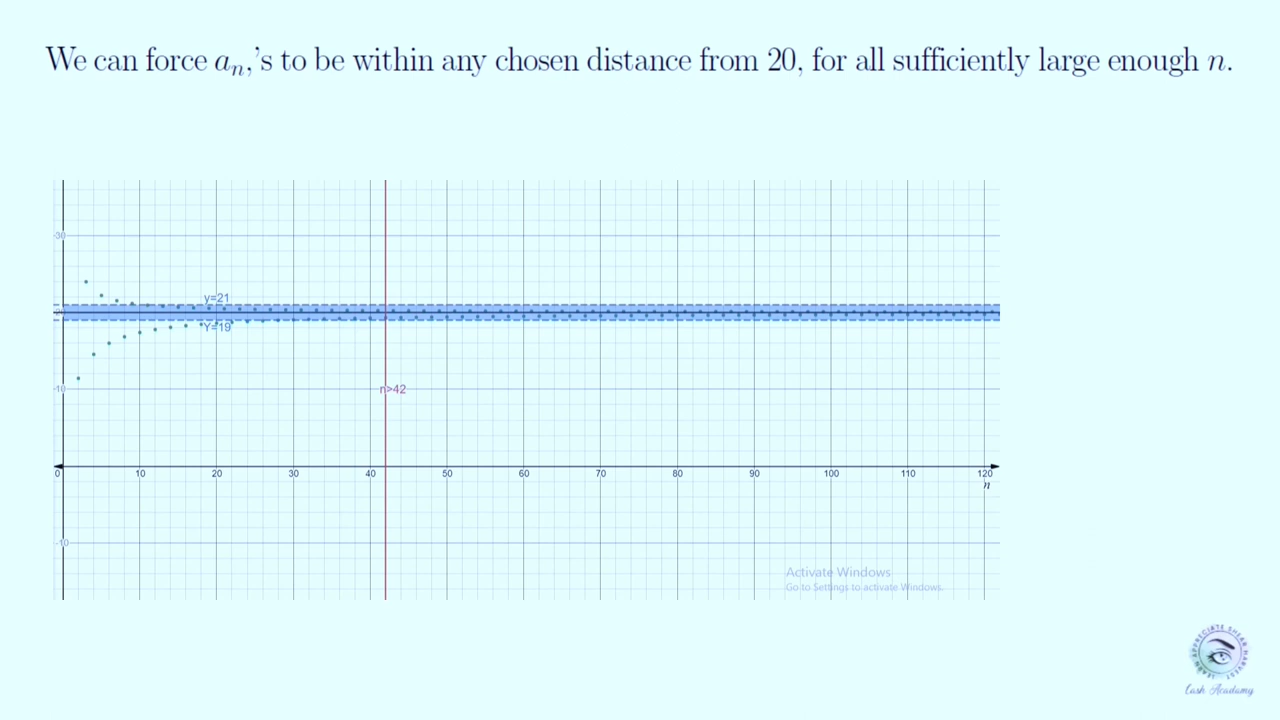 We can force aₙ,'s to be within any chosen distance from 20, for all sufficiently large enough n.
30
y=21
20
Y=19
10
n>42
0 10 20 30 40 50 60 70 80 90 100 110 120
n
-10
Activate Windows
Go to Settings to activate Windows.
Lash Academy